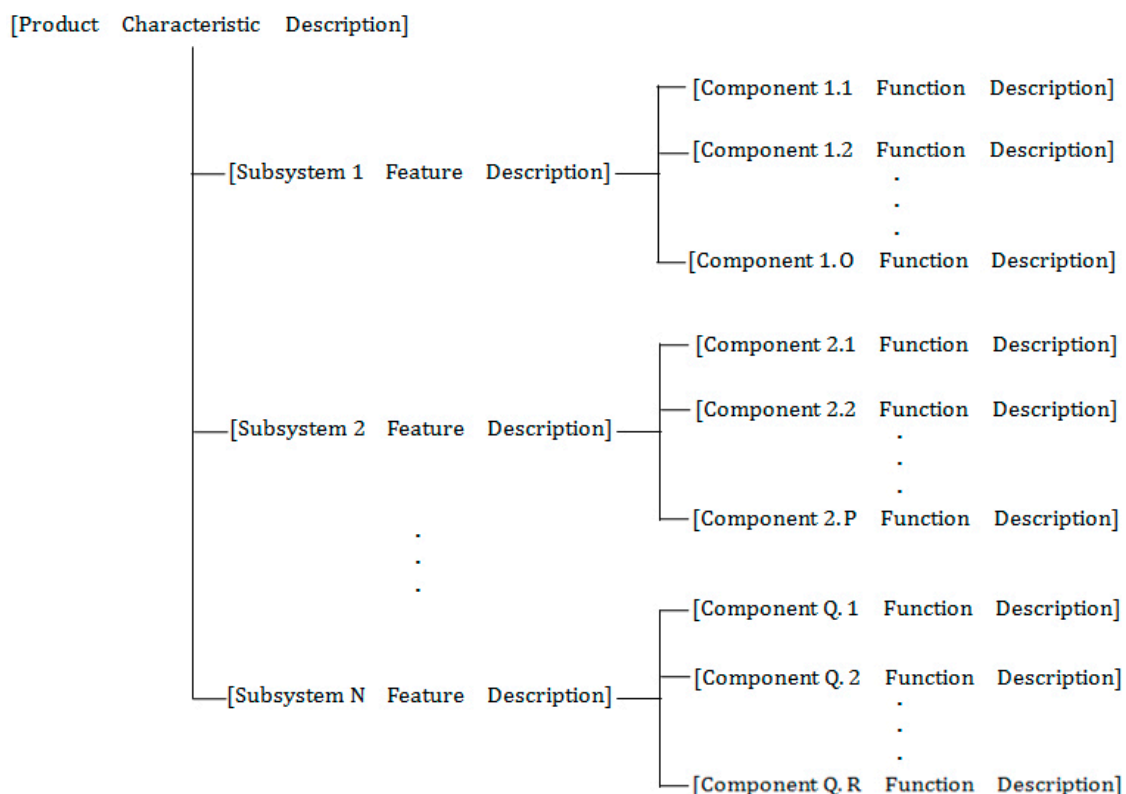 [Product Characteristic Description]
[Component 1.1 Function Description]
[Component 1.2 Function Description]
[Subsystem 1 Feature Description]
[Component 1.O Function Description]
[Component 2.1 Function Description]
[Component 2.2 Function Description]
[Subsystem 2 Feature Description]
[Component 2.P Function Description]
[Component Q.1 Function Description]
[Component Q.2 Function Description]
[Subsystem N Feature Description]
[Component Q.R Function Description]